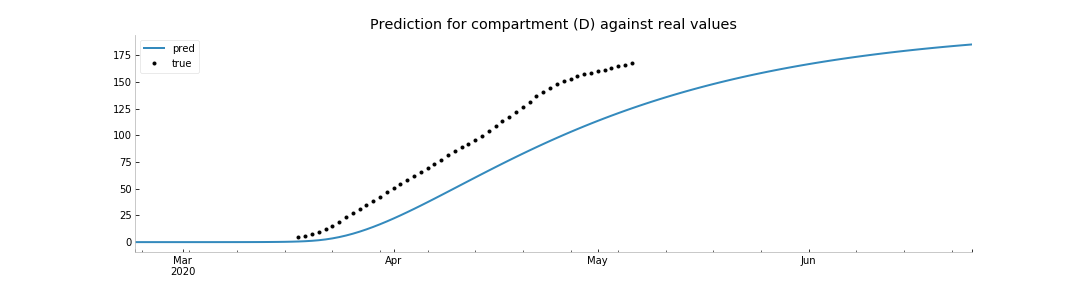 Prediction for compartment (D) against real values
pred
true
175
150
125
100
75
50
25
0
Mar
2020
Apr
May
Jun